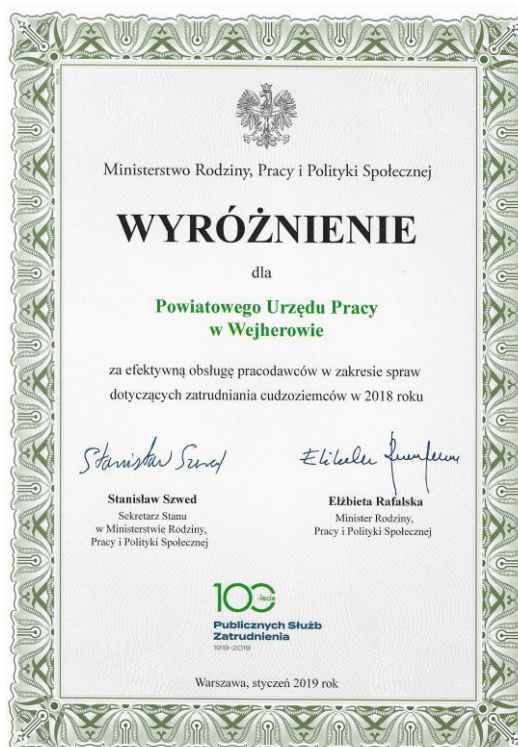 Ministerstwo Rodziny, Pracy i Polityki Społecznej
WYRÓŻNIENIE
dla
Powiatowego Urzędu Pracy
w Wejherowie
za efektywną obsługę pracodawców w zakresie spraw
dotyczących zatrudniania cudzoziemców w 2018 roku
Stanisław Szwed
Stanisław Szwed
Sekretarz Stanu
w Ministerstwie Rodziny,
Pracy i Polityki Społecznej
Elżbieta Rafalska
Minister Rodziny,
Pracy i Polityki Społecznej
100-lecie
Publicznych Służb
Zatrudnienia
1919-2019
Warszawa, styczeń 2019 rok